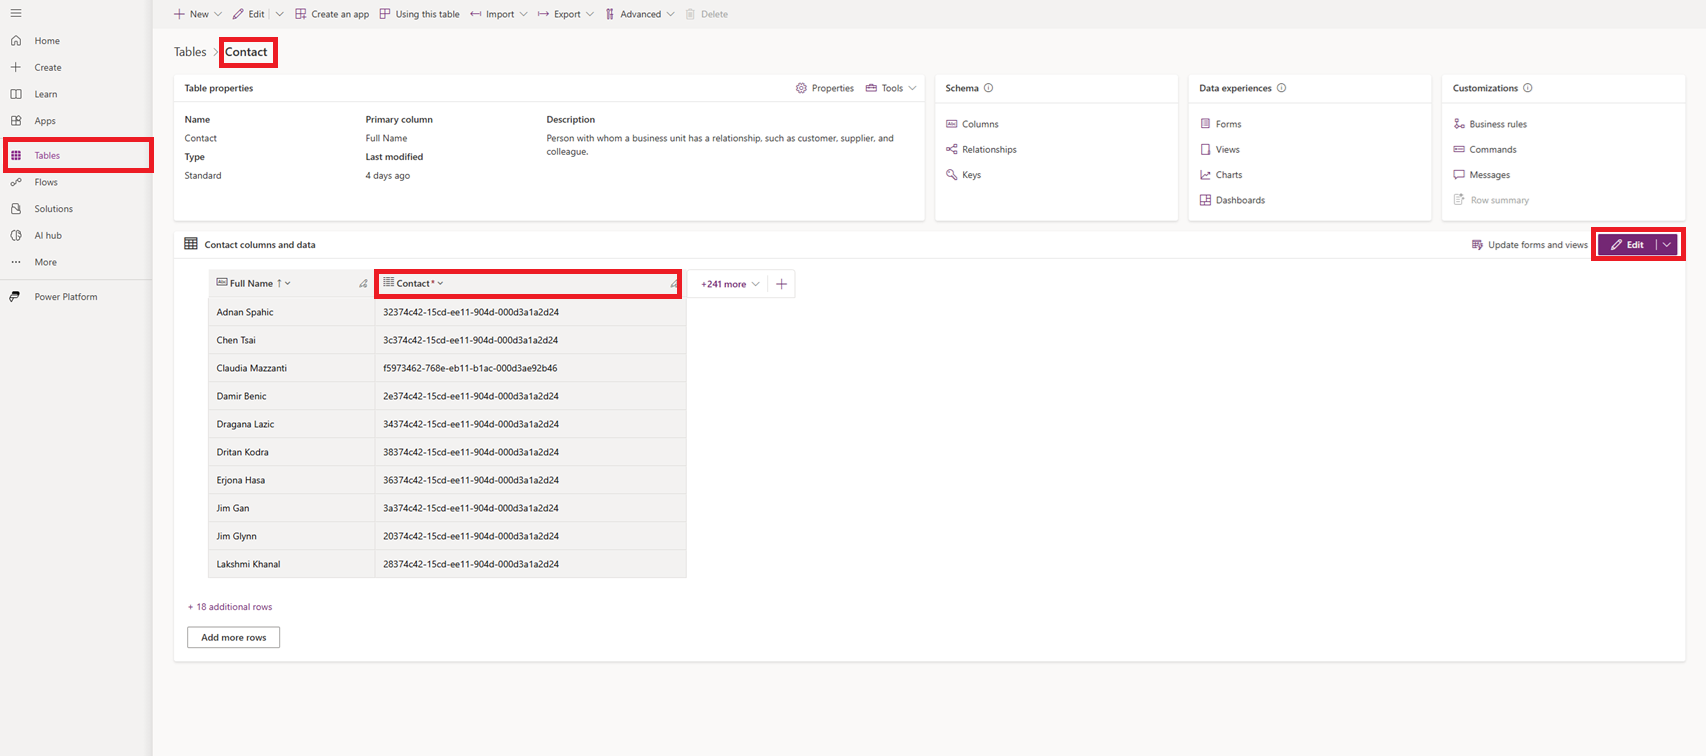 New Edit Create an app Using this table Import Export Advanced Delete
Home
Create
Learn
Apps
Tables
Flows
Solutions
AI hub
More
Power Platform
Tables > Contact
Table properties Properties Tools
Name Primary column Description
Contact Full Name Person with whom a business unit has a relationship, such as customer, supplier, and
colleague.
Type Last modified
Standard 4 days ago
Schema
Columns
Relationships
Keys
Data experiences
Forms
Views
Charts
Dashboards
Customizations
Business rules
Commands
Messages
Row summary
Contact columns and data Update forms and views Edit
Abc Full Name ↑ Contact * +241 more +
Adnan Spahic 32374c42-15cd-ee11-904d-000d3a1a2d24
Chen Tsai 3c374c42-15cd-ee11-904d-000d3a1a2d24
Claudia Mazzanti f5973462-768e-eb11-b1ac-000d3ae92b46
Damir Benic 2e374c42-15cd-ee11-904d-000d3a1a2d24
Dragana Lazic 34374c42-15cd-ee11-904d-000d3a1a2d24
Dritan Kodra 38374c42-15cd-ee11-904d-000d3a1a2d24
Erjona Hasa 36374c42-15cd-ee11-904d-000d3a1a2d24
Jim Gan 3a374c42-15cd-ee11-904d-000d3a1a2d24
Jim Glynn 20374c42-15cd-ee11-904d-000d3a1a2d24
Lakshmi Khanal 28374c42-15cd-ee11-904d-000d3a1a2d24
+ 18 additional rows
Add more rows